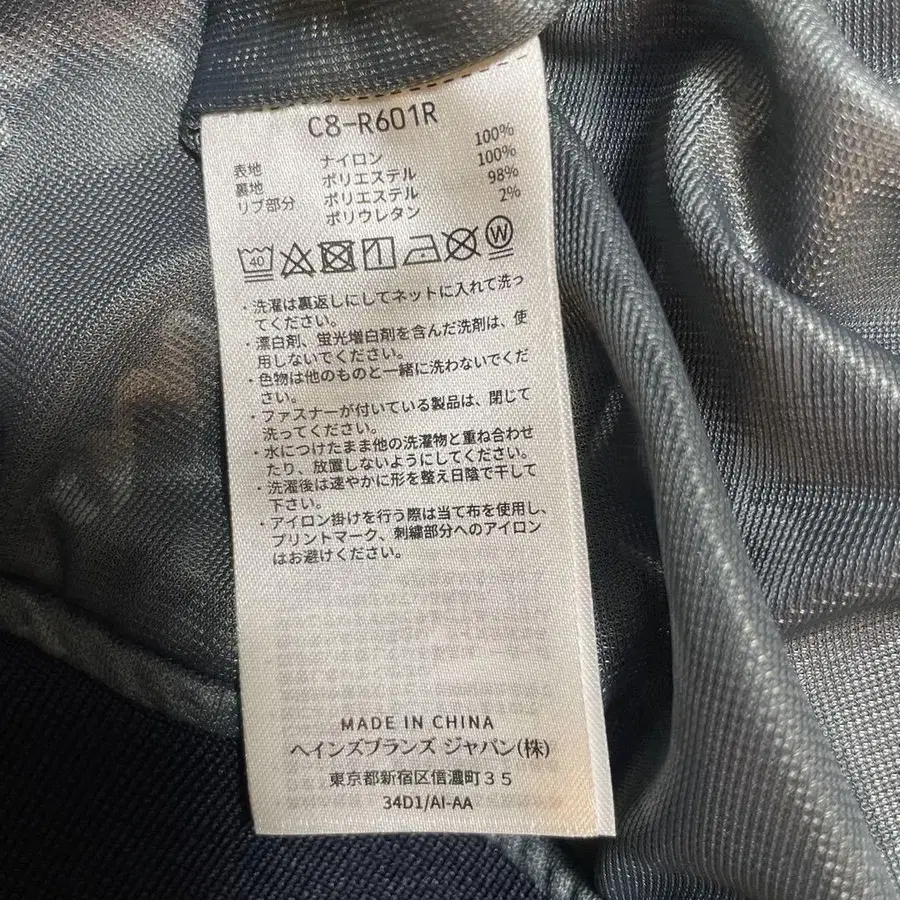 C8-R601R
表地 ナイロン 100%
裏地 ポリエステル 100%
リブ部分 ポリエステル 98%
ポリウレタン 2%
40 W
・洗濯は裏返しにしてネットに入れて洗っ
てください。
・漂白剤、蛍光増白剤を含んだ洗剤は、使
用しないでください。
・色物は他のものと一緒に洗わないでくだ
さい。
・ファスナーが付いている製品は、閉じて
洗ってください。
・水につけたまま他の洗濯物と重ね合わせ
たり、放置しないようにしてください。
・洗濯後は速やかに形を整え日陰で干して
下さい。
・アイロン掛けを行う際は当て布を使用し、
プリントマーク、刺繍部分へのアイロン
はお避けください。
MADE IN CHINA
ヘインズブランズ ジャパン(株)
東京都新宿区信濃町35
34D1/AI-AA